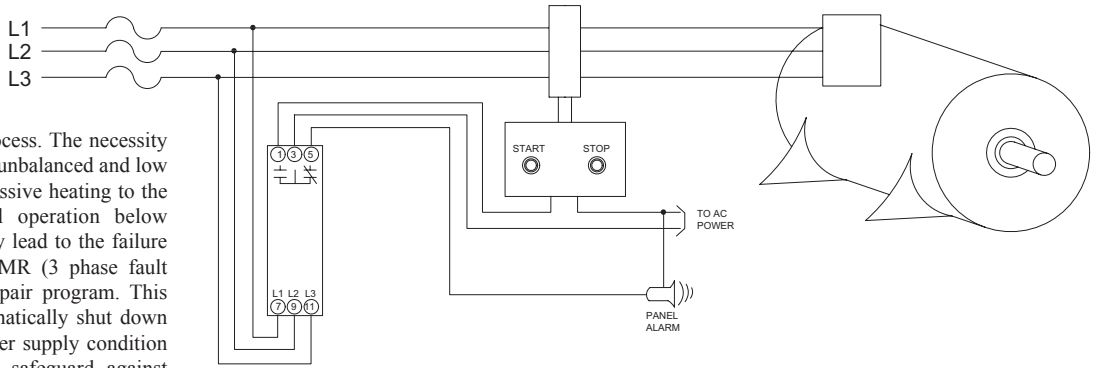 L1
L2
L3
ocess. The necessity
unbalanced and low
ssive heating to the
l operation below
y lead to the failure
MR (3 phase fault
pair program. This
matically shut down
er supply condition
safeguard against
1 3 5
L1 L2 L3
7 9 11
START STOP
TO AC
POWER
PANEL
ALARM